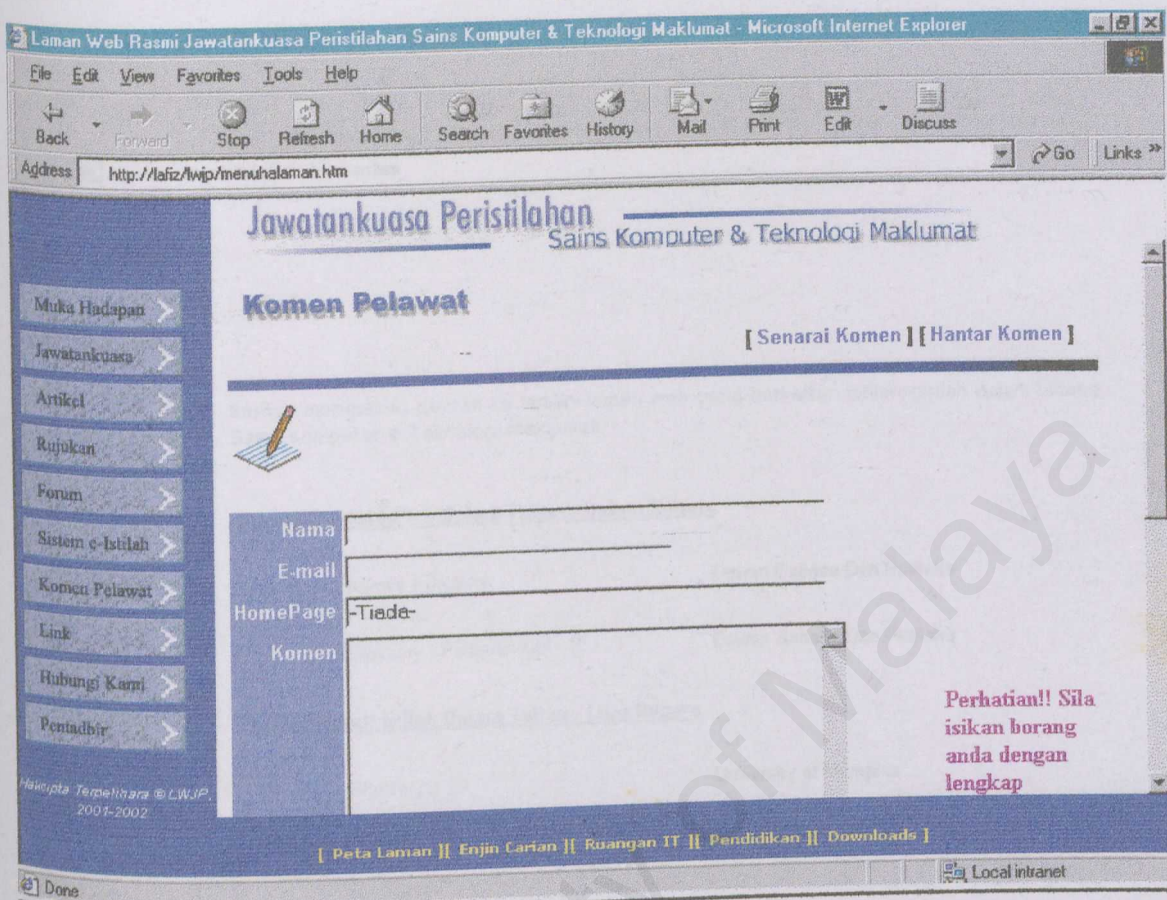 Laman Web Rasmi Jawatankuasa Peristilahan Sains Komputer & Teknologi Maklumat - Microsoft Internet Explorer
File Edit View Favorites Tools Help
Back Forward Stop Refresh Home Search Favorites History Mail Print Edit Discuss
Address http://lafiz/lwjp/menuhalaman.htm Go Links »
Jawatankuasa Peristilahan
Sains Komputer & Teknologi Maklumat
Komen Pelawat
[ Senarai Komen ] [ Hantar Komen ]
Muka Hadapan
Jawatankuasa
Artikel
Rujukan
Forum
Sistem e-Istilah
Komen Pelawat
Link
Hubungi Kami
Pentadbir
Hakcipta Terpelihara © LWJP.
2001-2002
Nama
E-mail
HomePage -Tiada-
Komen
Perhatian!! Sila
isikan borang
anda dengan
lengkap
[ Peta Laman ][ Enjin Carian ][ Ruangan IT ][ Pendidikan ][ Downloads ]
Done Local intranet
of Malaya